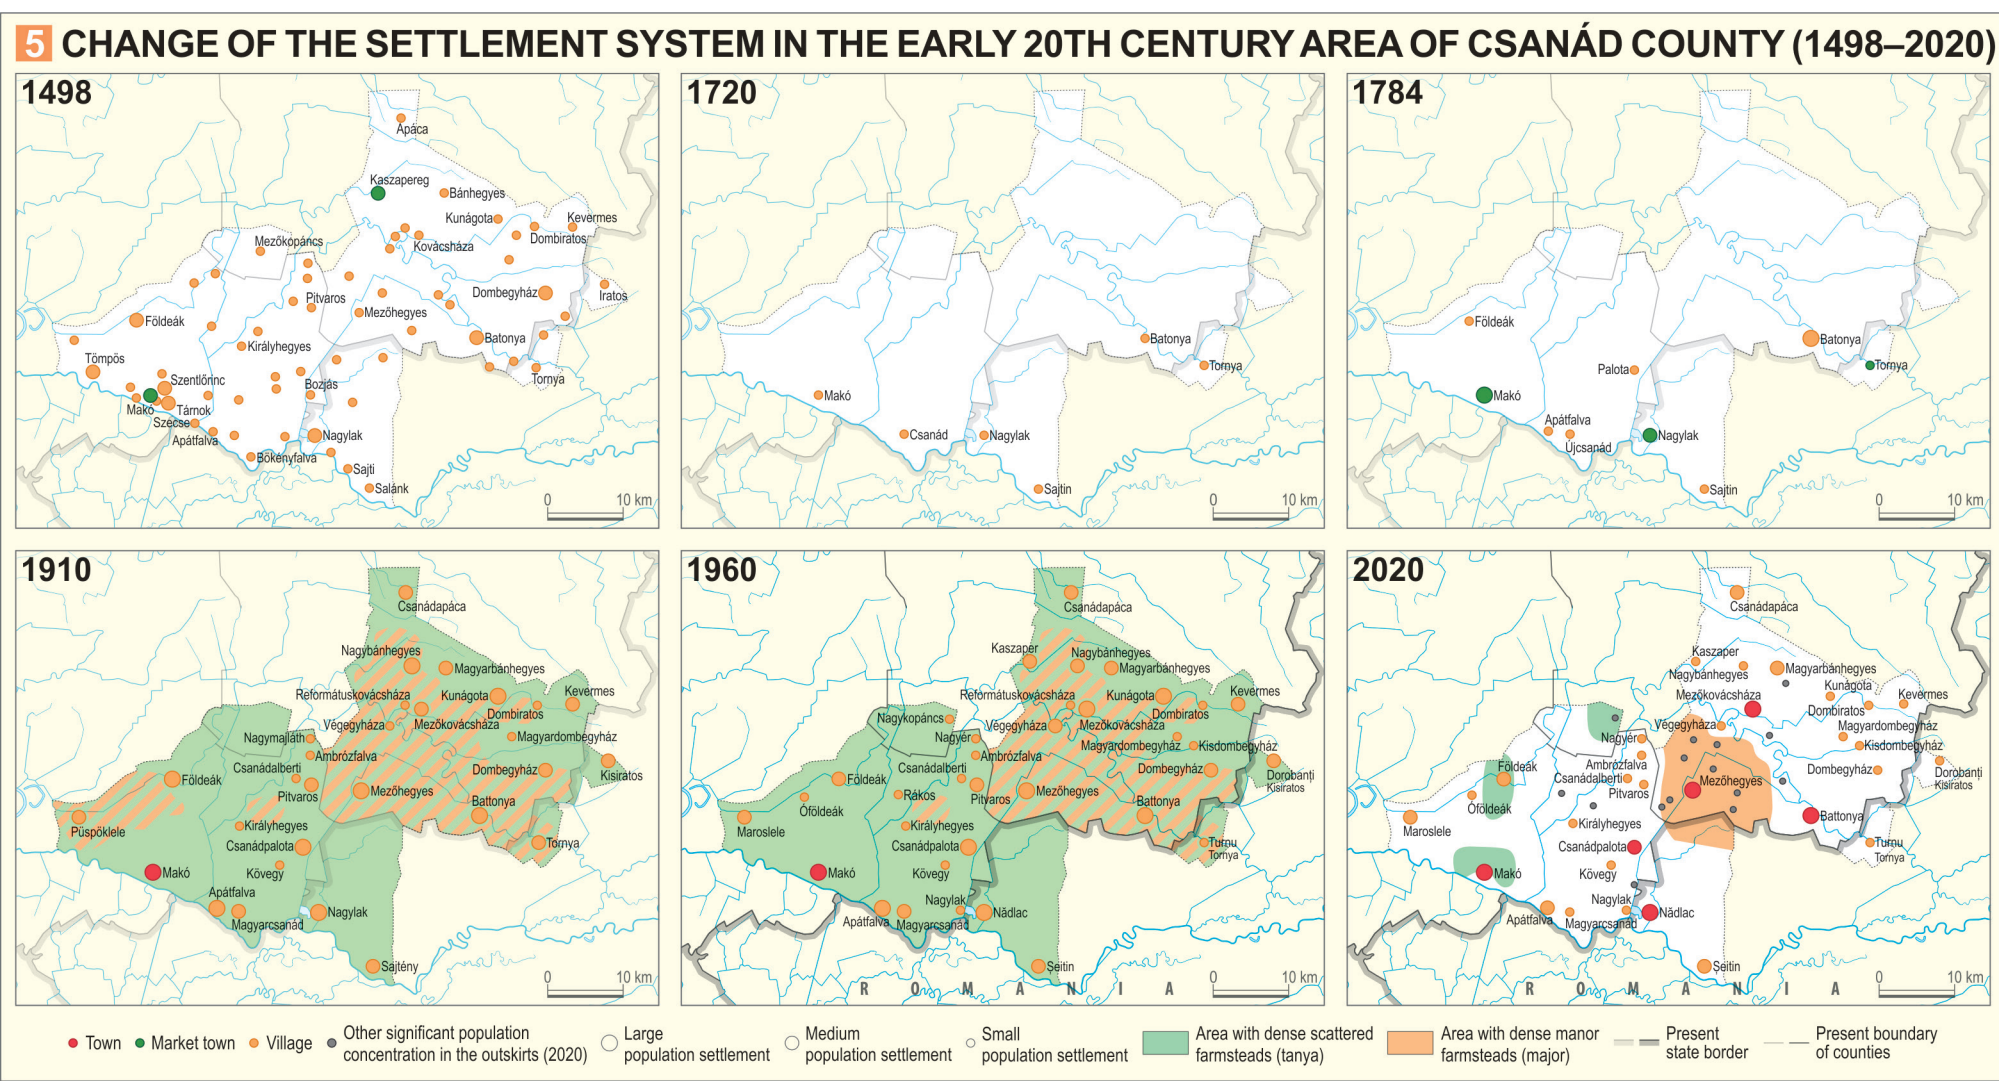 5 CHANGE OF THE SETTLEMENT SYSTEM IN THE EARLY 20TH CENTURY AREA OF CSANÁD COUNTY (1498–2020)
1498
Apáca
Kaszapereg
Bánhegyes
Kunágota
Kevermes
Dombiratos
Mezőkopáncs
Kovácsháza
Pitvaros
Dombegyház
Iratos
Mezőhegyes
Földeák
Királyhegyes
Batonya
Tömpös
Szentlőrinc
Bozjás
Tornya
Makó
Tárnok
Szecse
Apátfalva
Nagylak
Bökényfalva
Sajti
Salánk
0 10 km
1720
Batonya
Tornya
Makó
Csanád
Nagylak
Sajtin
0 10 km
1784
Földeák
Batonya
Palota
Tornya
Makó
Apátfalva
Újcsanád
Nagylak
Sajtin
0 10 km
1910
Csanádapáca
Nagybánhegyes
Magyarbánhegyes
Reformátuskovácsháza
Kunágota
Kevermes
Dombiratos
Végegyháza
Mezőkovácsháza
Nagymajláth
Magyardombegyház
Ambrózfalva
Csanádalberti
Dombegyház
Kisiratos
Földeák
Pitvaros
Mezőhegyes
Battonya
Püspöklele
Királyhegyes
Csanádpalota
Tornya
Makó
Kövegy
Apátfalva
Magyarcsanád
Nagylak
Sajtény
0 10 km
1960
Csanádapáca
Kaszaper
Nagybánhegyes
Magyarbánhegyes
Reformátuskovácsháza
Kunágota
Kevermes
Dombiratos
Nagykopáncs
Végegyháza
Mezőkovácsháza
Nagyér
Magyardombegyház
Kisdombegyház
Ambrózfalva
Csanádalberti
Dombegyház
Dorobanți
Kisiratos
Földeák
Rákos
Pitvaros
Mezőhegyes
Battonya
Óföldeák
Maroslele
Királyhegyes
Csanádpalota
Turnu
Tornya
Makó
Kövegy
Nagylak
Apátfalva
Magyarcsanád
Nădlac
Șeitin
R O M A N I A
0 10 km
2020
Csanádapáca
Kaszaper
Nagybánhegyes
Magyarbánhegyes
Mezőkovácsháza
Kunágota
Kevermes
Dombiratos
Végegyháza
Magyardombegyház
Nagyér
Kisdombegyház
Ambrózfalva
Földeák
Csanádalberti
Dombegyház
Dorobanți
Kisiratos
Pitvaros
Mezőhegyes
Óföldeák
Maroslele
Királyhegyes
Battonya
Csanádpalota
Turnu
Tornya
Makó
Kövegy
Nagylak
Apátfalva
Magyarcsanád
Nădlac
Șeitin
R O M A N I A
0 10 km
Town
Market town
Village
Other significant population
concentration in the outskirts (2020)
Large
population settlement
Medium
population settlement
Small
population settlement
Area with dense scattered
farmsteads (tanya)
Area with dense manor
farmsteads (major)
Present
state border
Present boundary
of counties